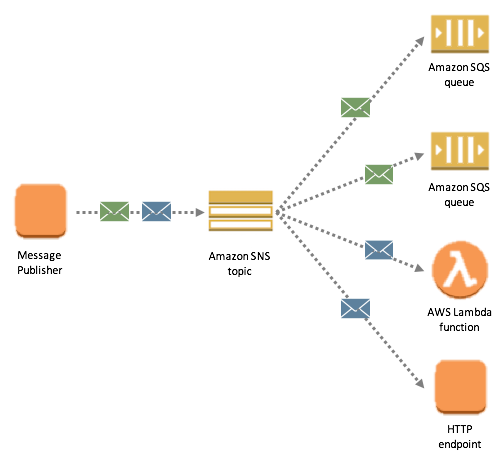 Amazon SQS
queue
Amazon SQS
queue
Message
Publisher
Amazon SNS
topic
AWS Lambda
function
HTTP
endpoint